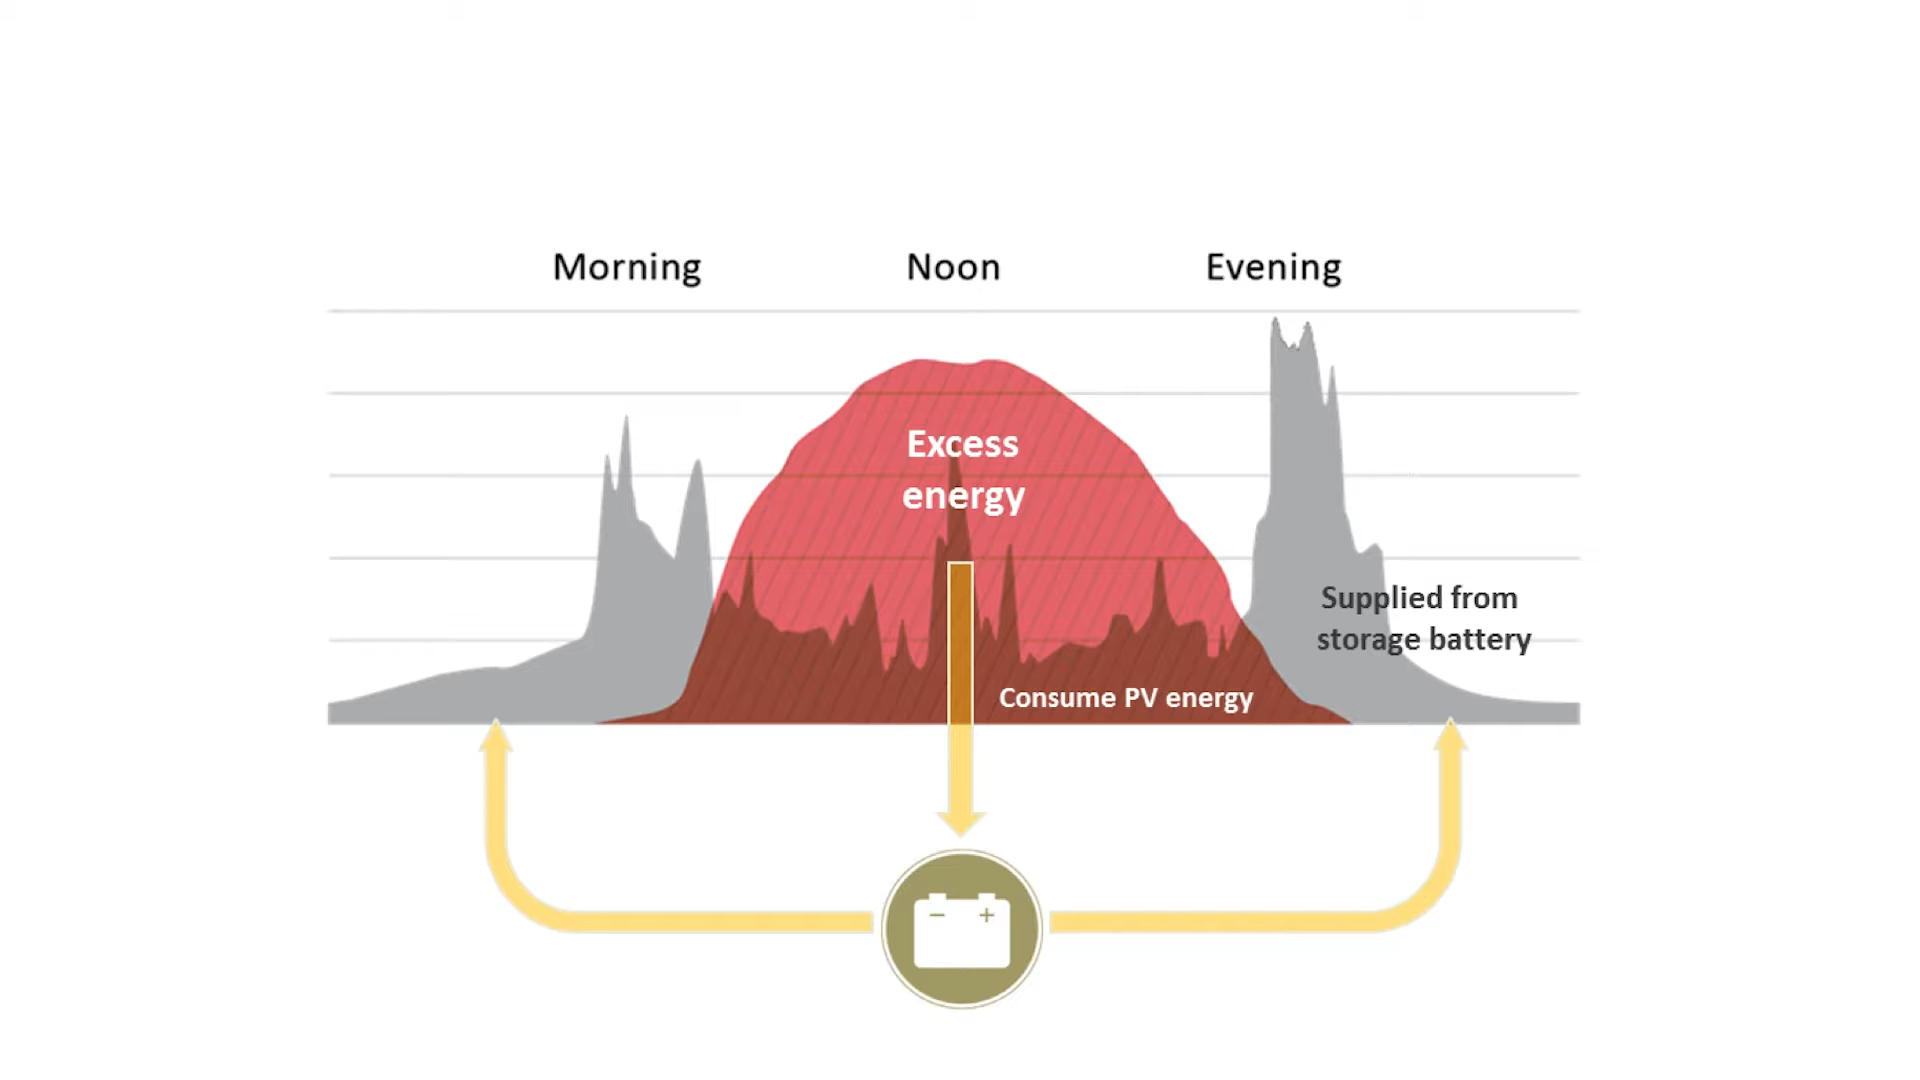 Morning
Noon
Evening
Excess
energy
Supplied from
storage battery
Consume PV energy
- +